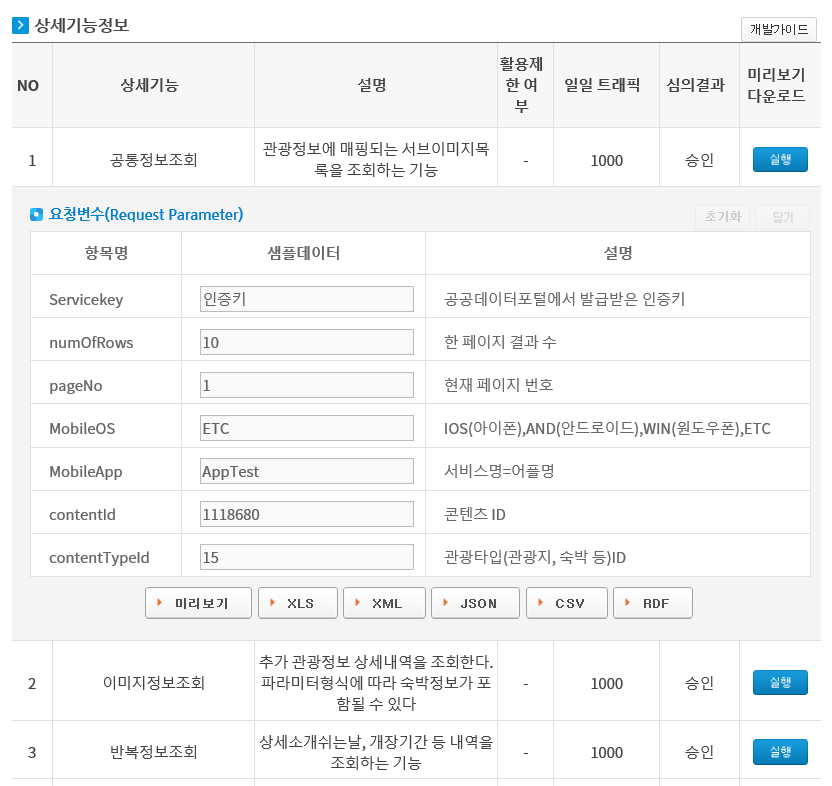 상세기능정보
개발가이드
NO 상세기능 설명 활용제한 여부 일일 트래픽 심의결과 미리보기 다운로드
1 공통정보조회 관광정보에 매핑되는 서브이미지목록을 조회하는 기능 - 1000 승인 실행
요청변수(Request Parameter)
초기화 닫기
항목명 샘플데이터 설명
Servicekey 인증키 공공데이터포털에서 발급받은 인증키
numOfRows 10 한 페이지 결과 수
pageNo 1 현재 페이지 번호
MobileOS ETC IOS(아이폰),AND(안드로이드),WIN(원도우폰),ETC
MobileApp AppTest 서비스명=어플명
contentId 1118680 콘텐츠 ID
contentTypeId 15 관광타입(관광지, 숙박 등)ID
미리보기 XLS XML JSON CSV RDF
2 이미지정보조회 추가 관광정보 상세내역을 조회한다. 파라미터형식에 따라 숙박정보가 포함될 수 있다 - 1000 승인 실행
3 반복정보조회 상세소개쉬는날, 개장기간 등 내역을 조회하는 기능 - 1000 승인 실행